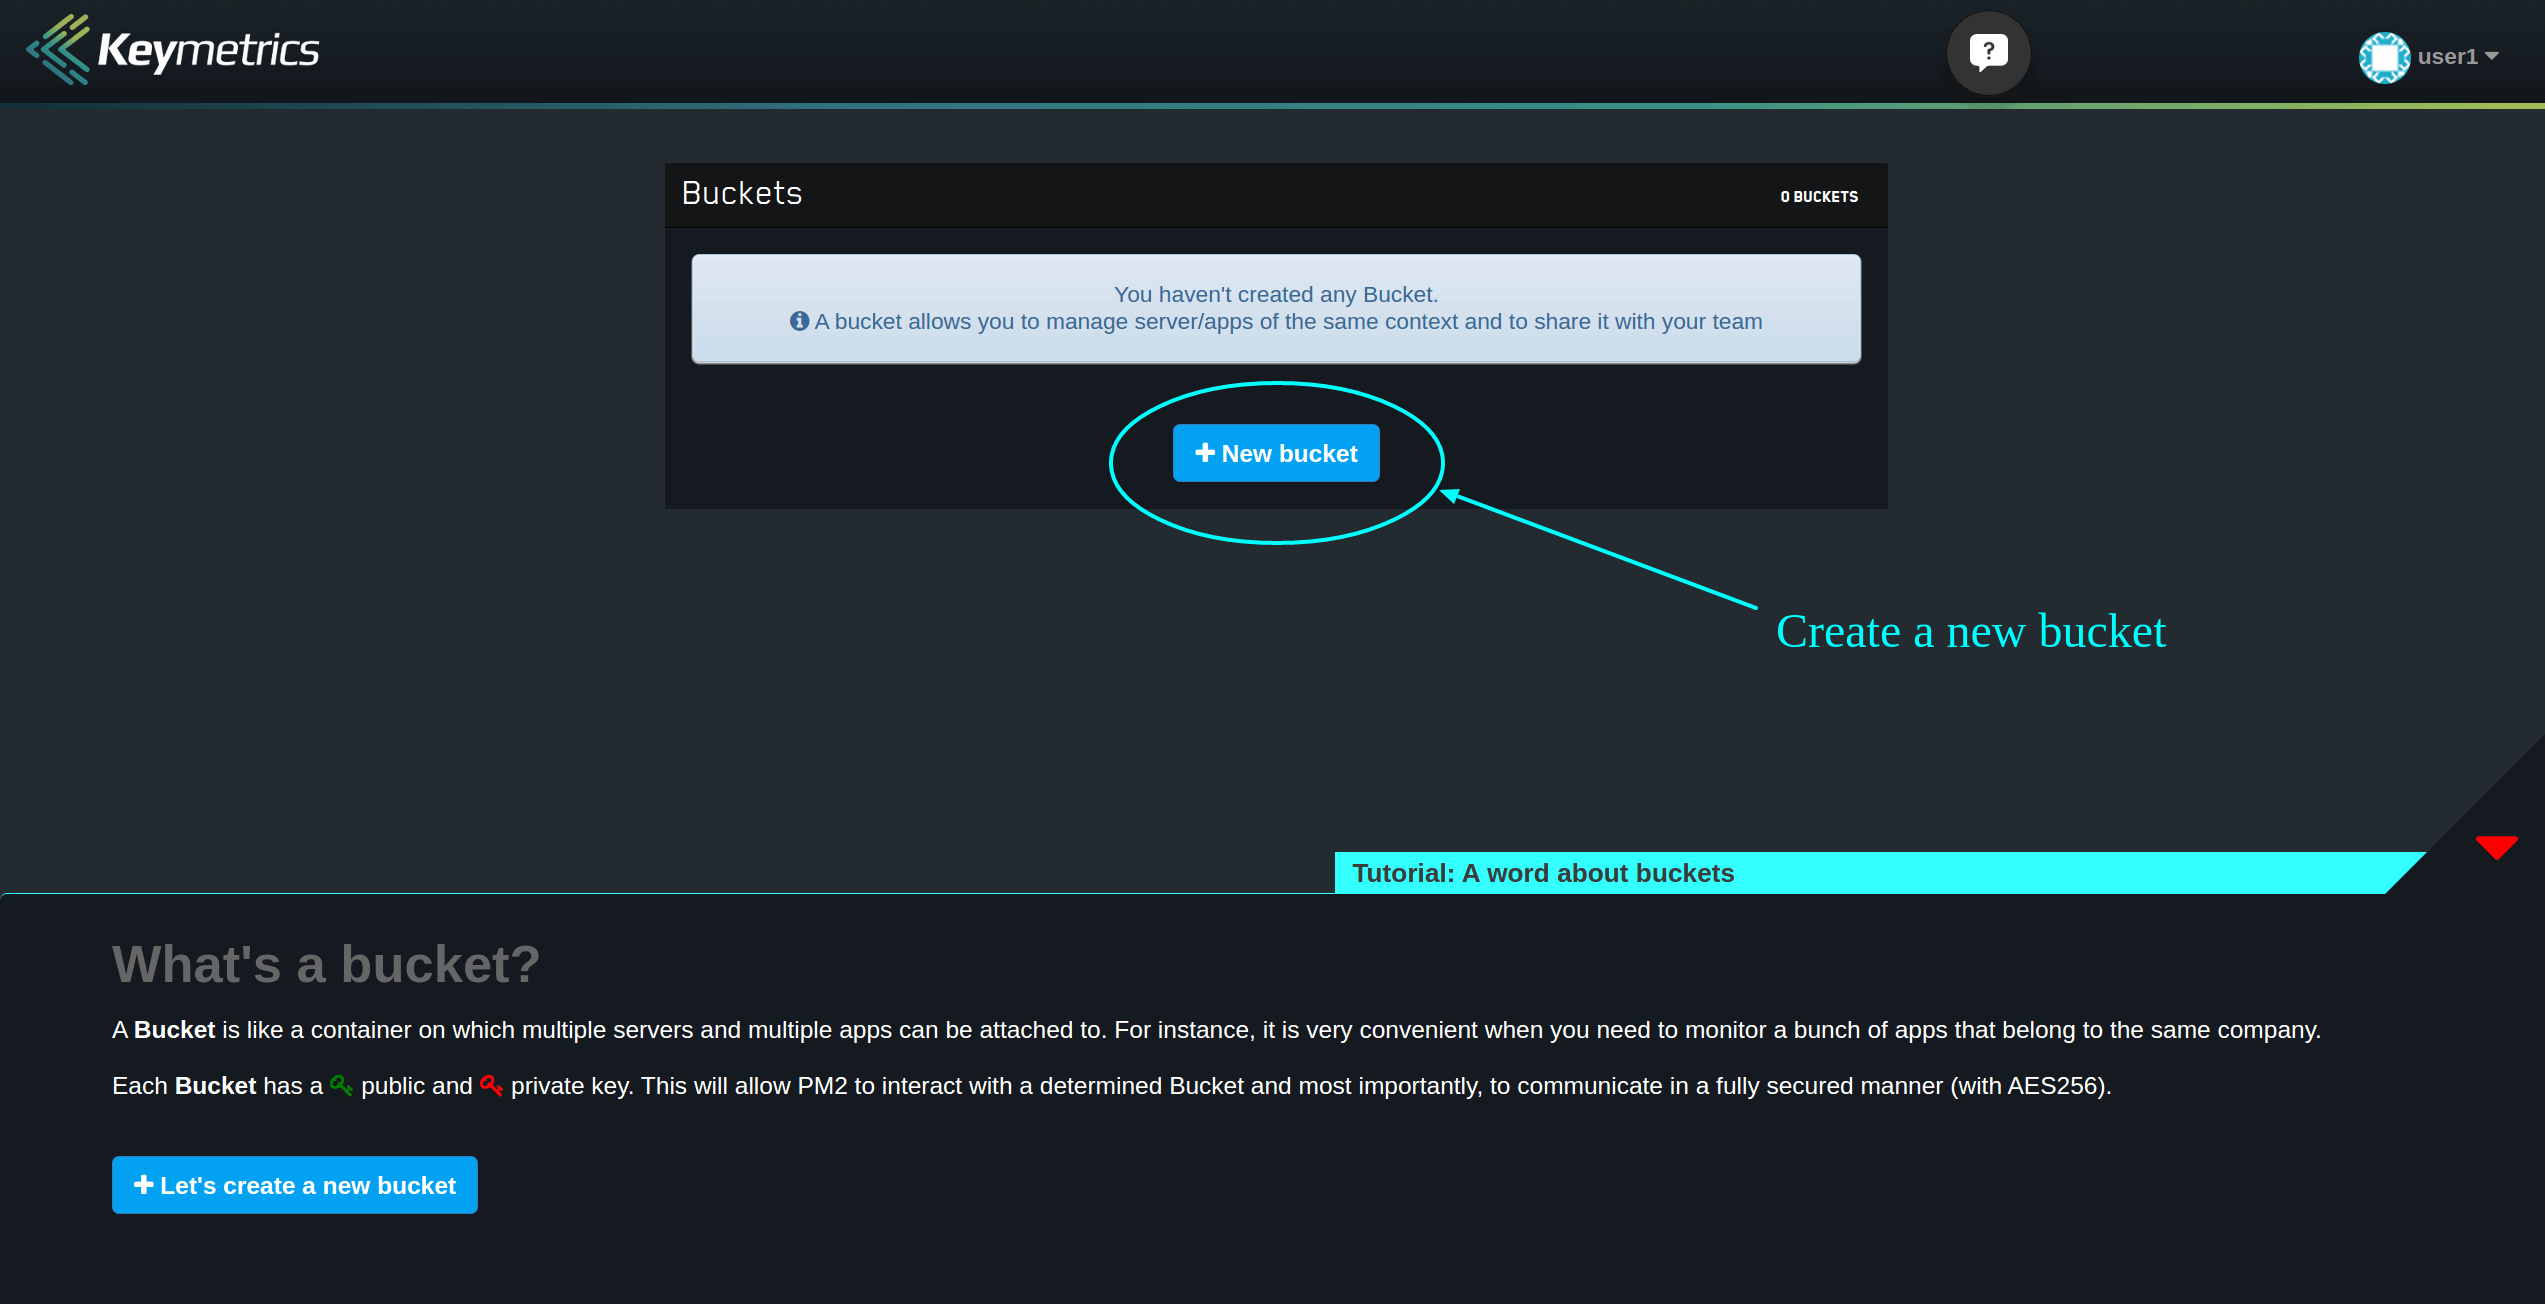 Keymetrics
?
user1
Buckets
0 BUCKETS
You haven't created any Bucket.
A bucket allows you to manage server/apps of the same context and to share it with your team
New bucket
Create a new bucket
Tutorial: A word about buckets
What's a bucket?
A Bucket is like a container on which multiple servers and multiple apps can be attached to. For instance, it is very convenient when you need to monitor a bunch of apps that belong to the same company.
Each Bucket has a public and private key. This will allow PM2 to interact with a determined Bucket and most importantly, to communicate in a fully secured manner (with AES256).
Let's create a new bucket